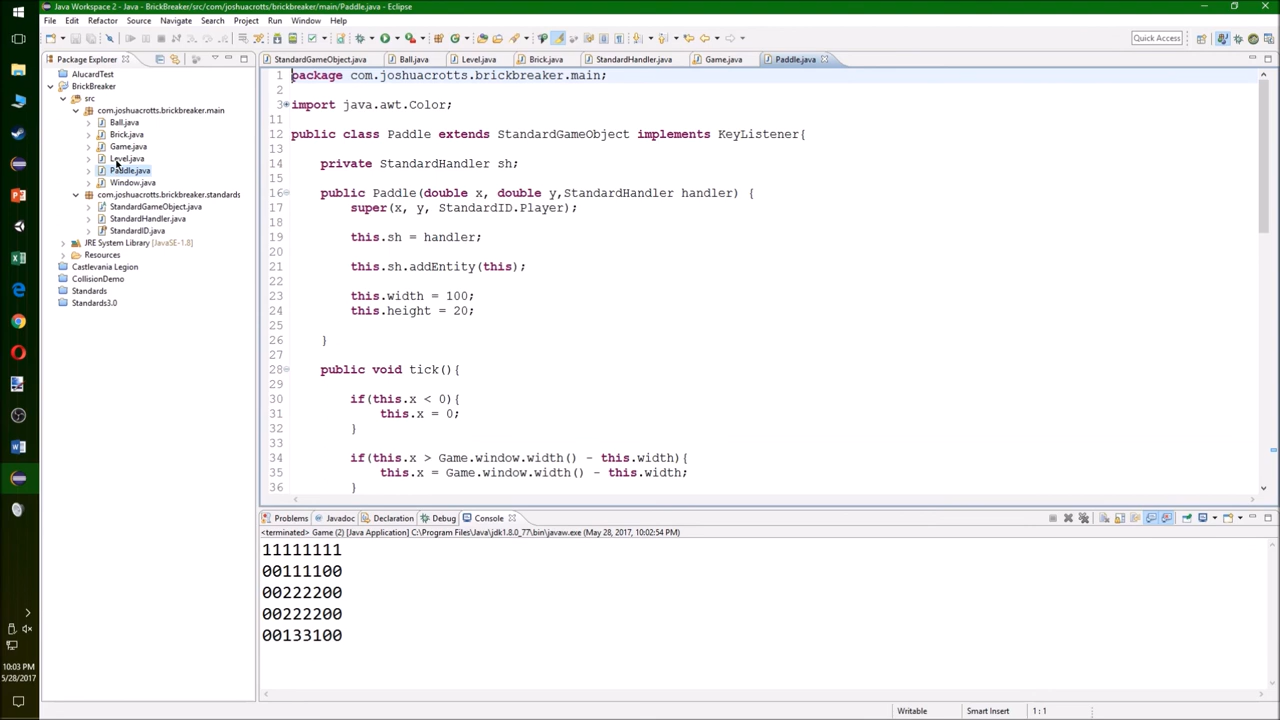 Java Workspace 2 - Java - BrickBreaker/src/com/joshuacrotts/brickbreaker/main/Paddle.java - Eclipse
File Edit Refactor Source Navigate Search Project Run Window Help
Quick Access
Package Explorer
AlucardTest
BrickBreaker
src
com.joshuacrotts.brickbreaker.main
Ball.java
Brick.java
Game.java
Level.java
Paddle.java
Window.java
com.joshuacrotts.brickbreaker.standards
StandardGameObject.java
StandardHandler.java
StandardID.java
JRE System Library [JavaSE-1.8]
Resources
Castlevania Legion
CollisionDemo
Standards
Standards3.0
StandardGameObject.java Ball.java Level.java Brick.java StandardHandler.java Game.java Paddle.java
1 package com.joshuacrotts.brickbreaker.main;
2
3 import java.awt.Color;
11
12 public class Paddle extends StandardGameObject implements KeyListener{
13
14 private StandardHandler sh;
15
16 public Paddle(double x, double y,StandardHandler handler) {
17 super(x, y, StandardID.Player);
18
19 this.sh = handler;
20
21 this.sh.addEntity(this);
22
23 this.width = 100;
24 this.height = 20;
25
26 }
27
28 public void tick(){
29
30 if(this.x < 0){
31 this.x = 0;
32 }
33
34 if(this.x > Game.window.width() - this.width){
35 this.x = Game.window.width() - this.width;
36 }
Problems Javadoc Declaration Debug Console
<terminated> Game (2) [Java Application] C:\Program Files\Java\jdk1.8.0_77\bin\javaw.exe (May 28, 2017, 10:02:54 PM)
11111111
00111100
00222200
00222200
00133100
10:03 PM
5/28/2017
Writable Smart Insert 1 : 1